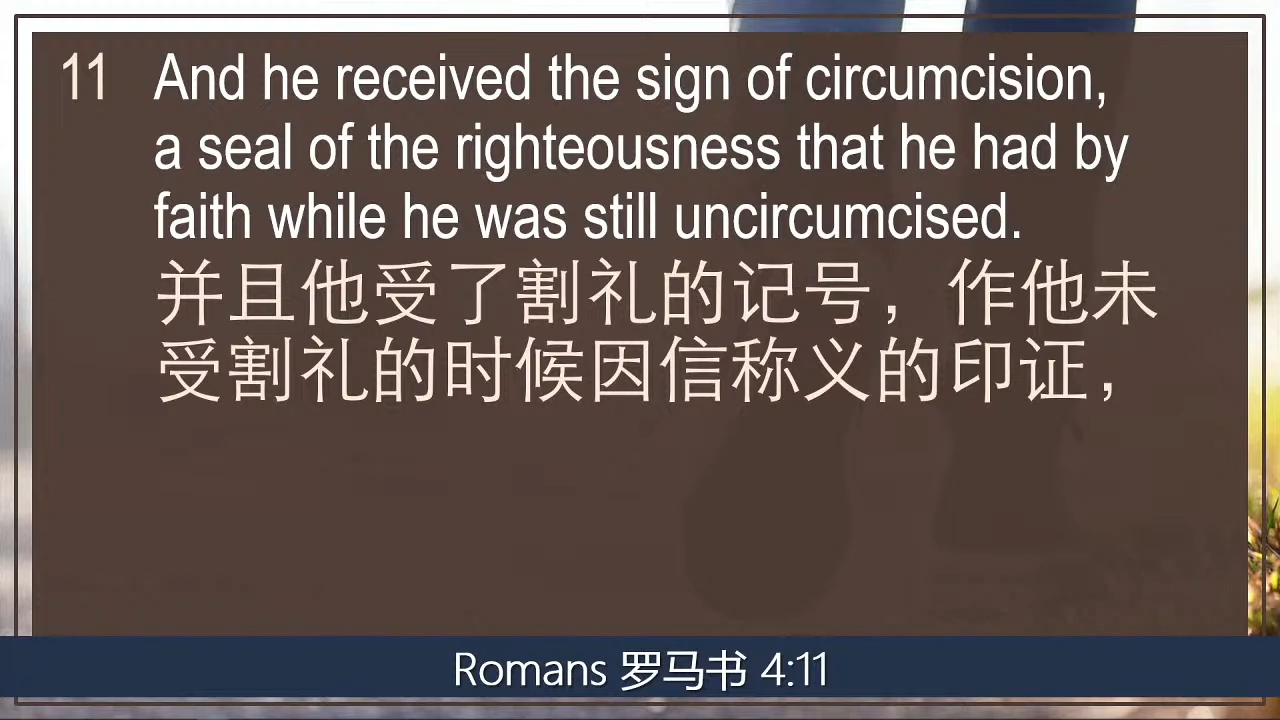 11 And he received the sign of circumcision,
a seal of the righteousness that he had by
faith while he was still uncircumcised.
并且他受了割礼的记号，作他未
受割礼的时候因信称义的印证，
Romans 罗马书 4:11